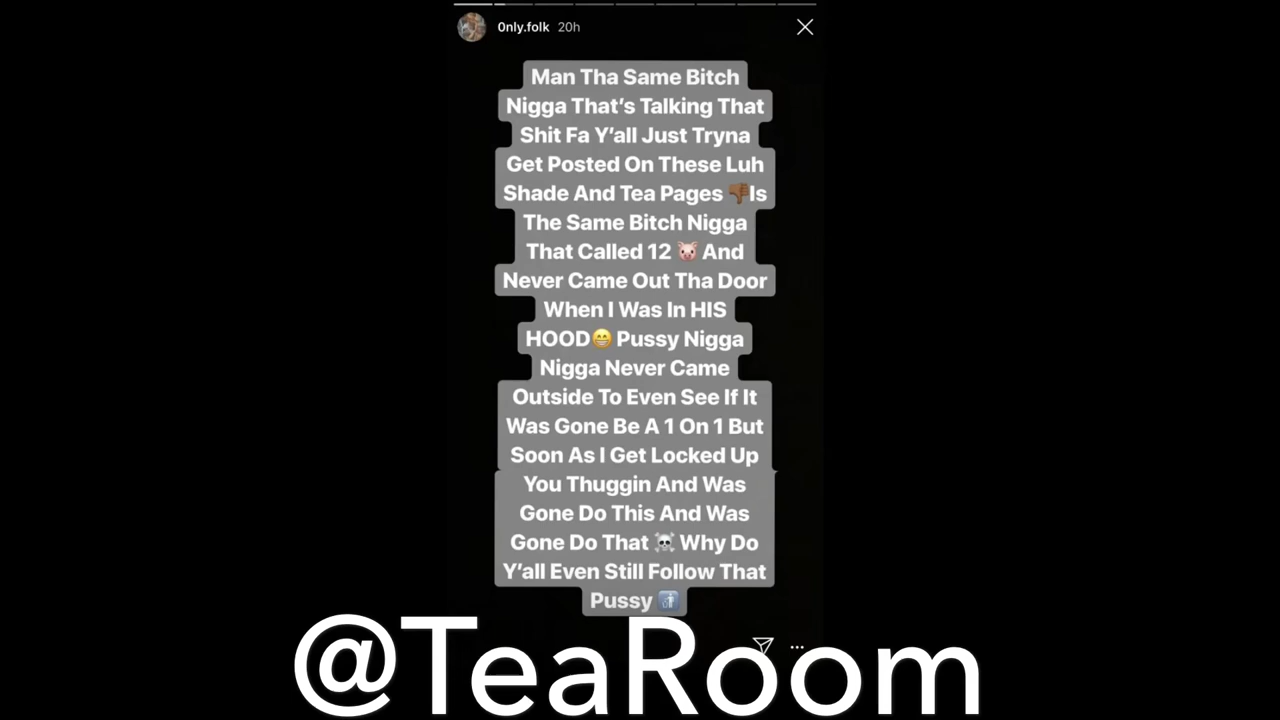 0nly.folk 20h
Man Tha Same Bitch
Nigga That's Talking That
Shit Fa Y'all Just Tryna
Get Posted On These Luh
Shade And Tea Pages 👎🏾Is
The Same Bitch Nigga
That Called 12 🐷 And
Never Came Out Tha Door
When I Was In HIS
HOOD😁 Pussy Nigga
Nigga Never Came
Outside To Even See If It
Was Gone Be A 1 On 1 But
Soon As I Get Locked Up
You Thuggin And Was
Gone Do This And Was
Gone Do That ☠️ Why Do
Y'all Even Still Follow That
Pussy 🚮
@TeaRoom